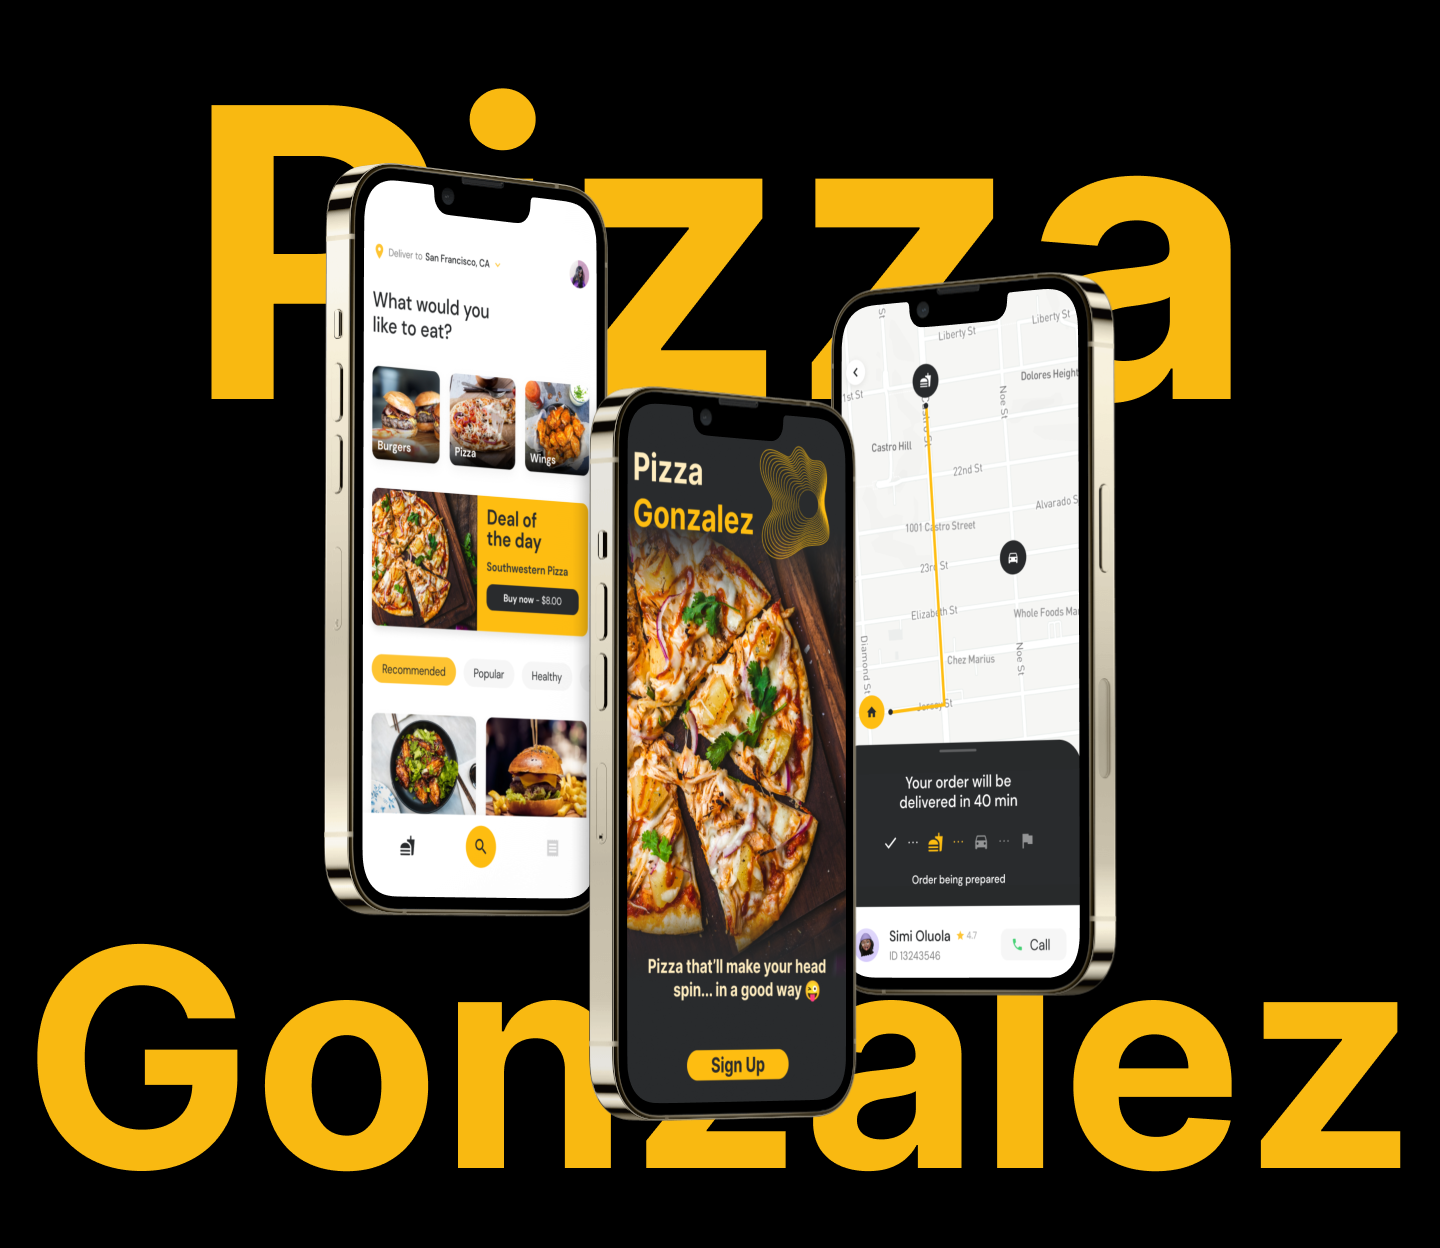 Pizza
Gonzalez
Deliver to San Francisco, CA
What would you
like to eat?
Burgers
Pizza
Wings
Deal of
the day
Southwestern Pizza
Buy now - $8.00
Recommended
Popular
Healthy
Pizza
Gonzalez
Pizza that'll make your head
spin... in a good way 😜
Sign Up
St
Liberty St
Liberty St
Dolores Height
1st St
Castro St
Noe St
Castro Hill
22nd St
Alvarado S
1001 Castro Street
23rd St
Elizabeth St
Whole Foods Mar
Diamond St
Chez Marius
Noe St
Jersey St
Your order will be
delivered in 40 min
Order being prepared
Simi Oluola ★ 4.7
ID 13243546
Call